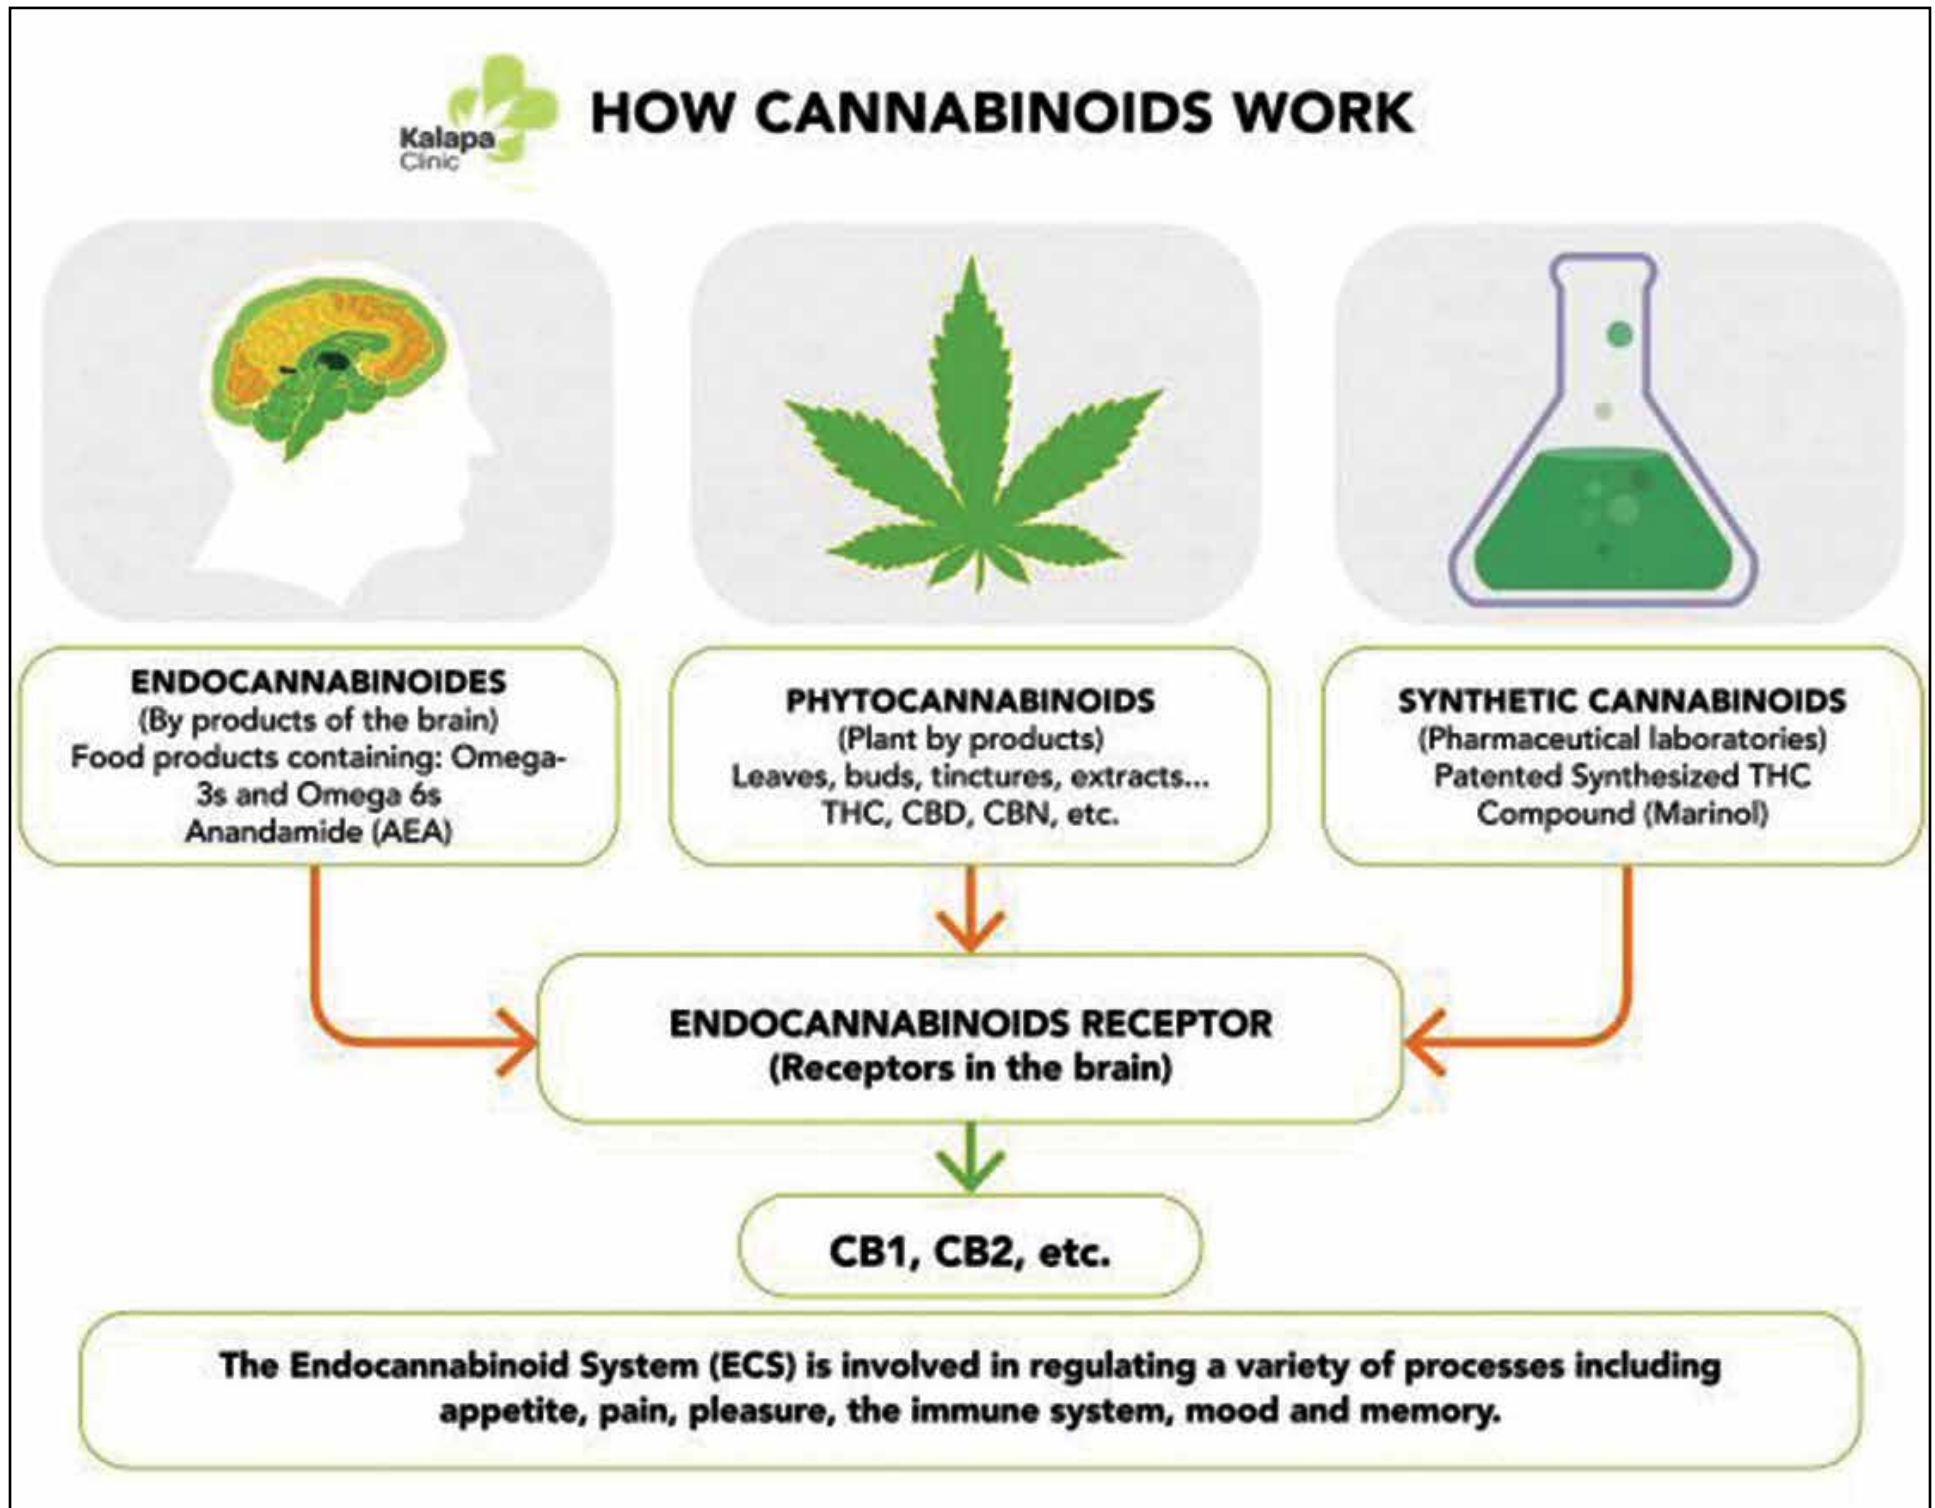 Kalapa
Clinic
HOW CANNABINOIDS WORK
ENDOCANNABINOIDES
(By products of the brain)
Food products containing: Omega-
3s and Omega 6s
Anandamide (AEA)
PHYTOCANNABINOIDS
(Plant by products)
Leaves, buds, tinctures, extracts...
THC, CBD, CBN, etc.
SYNTHETIC CANNABINOIDS
(Pharmaceutical laboratories)
Patented Synthesized THC
Compound (Marinol)
ENDOCANNABINOIDS RECEPTOR
(Receptors in the brain)
CB1, CB2, etc.
The Endocannabinoid System (ECS) is involved in regulating a variety of processes including
appetite, pain, pleasure, the immune system, mood and memory.